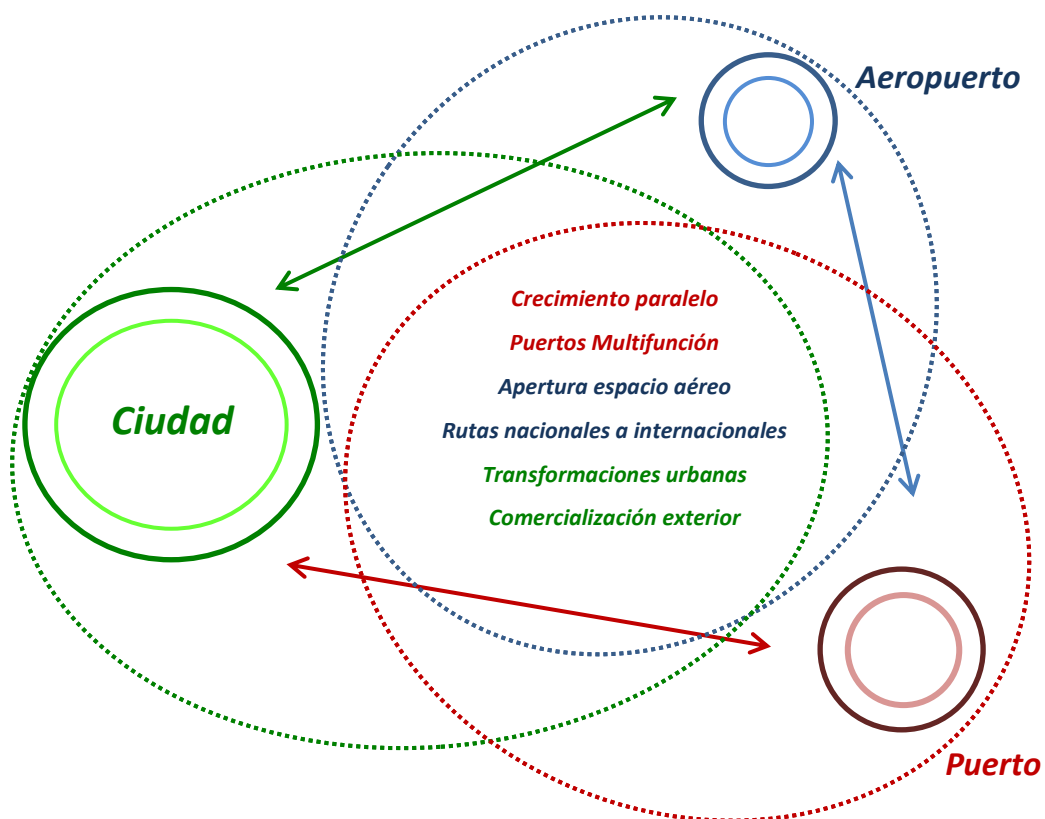 Aeropuerto
Crecimiento paralelo
Puertos Multifunción
Apertura espacio aéreo
Rutas nacionales a internacionales
Transformaciones urbanas
Comercialización exterior
Ciudad
Puerto